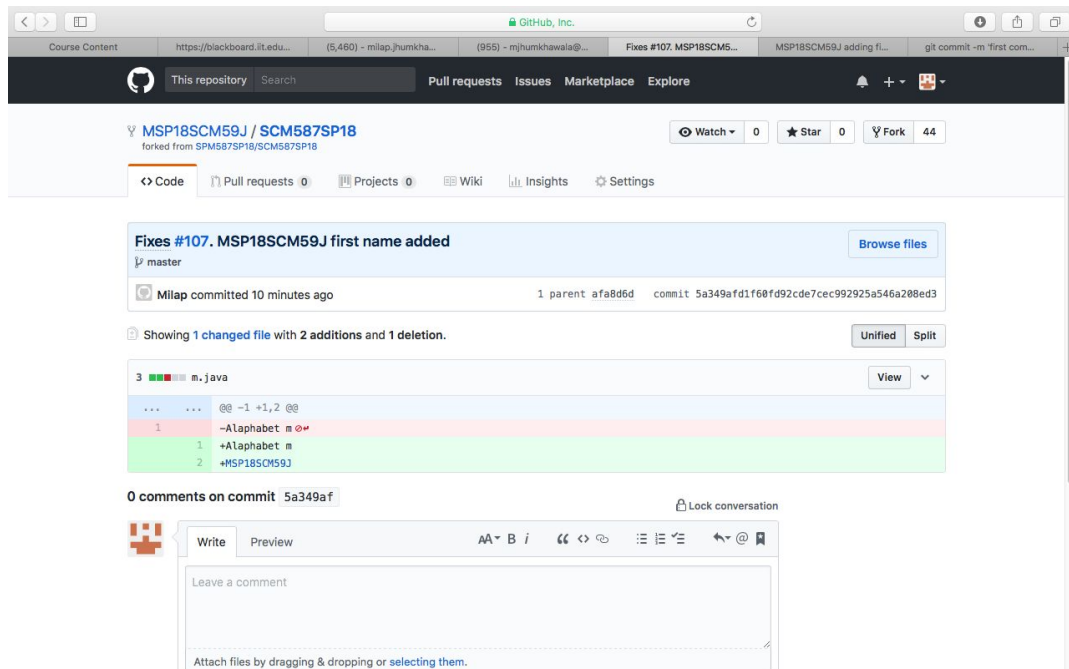 GitHub, Inc.
Course Content https://blackboard.iit.edu... (5,460) - milap.jhumkha... (955) - mjhumkhawala@... Fixes #107. MSP18SCM5... MSP18SCM59J adding fi... git commit -m 'first com...
This repository Search Pull requests Issues Marketplace Explore
MSP18SCM59J / SCM587SP18 Watch 0 Star 0 Fork 44
forked from SPM587SP18/SCM587SP18
Code Pull requests 0 Projects 0 Wiki Insights Settings
Fixes #107. MSP18SCM59J first name added Browse files
master
Milap committed 10 minutes ago 1 parent afa8d6d commit 5a349afd1f60fd92cde7cec992925a546a208ed3
Showing 1 changed file with 2 additions and 1 deletion. Unified Split
3 m.java View
... ... @@ -1 +1,2 @@
1 -Alaphabet m
1 +Alaphabet m
2 +MSP18SCM59J
0 comments on commit 5a349af Lock conversation
Write Preview AA B i “ <> @
Leave a comment
Attach files by dragging & dropping or selecting them.